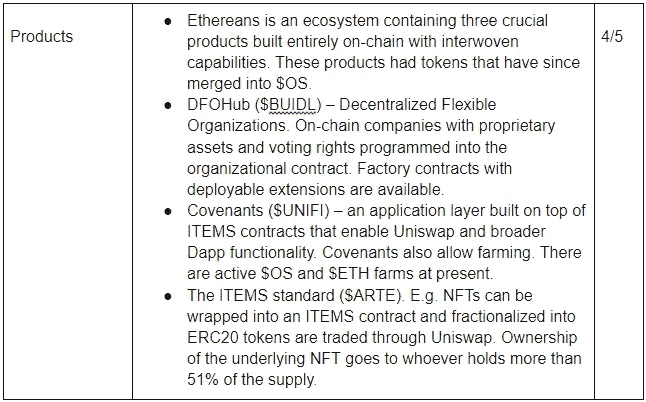 Products
● Ethereans is an ecosystem containing three crucial
products built entirely on-chain with interwoven
capabilities. These products had tokens that have since
merged into $OS.
● DFOHub ($BUIDL) – Decentralized Flexible
Organizations. On-chain companies with proprietary
assets and voting rights programmed into the
organizational contract. Factory contracts with
deployable extensions are available.
● Covenants ($UNIFI) – an application layer built on top of
ITEMS contracts that enable Uniswap and broader
Dapp functionality. Covenants also allow farming. There
are active $OS and $ETH farms at present.
● The ITEMS standard ($ARTE). E.g. NFTs can be
wrapped into an ITEMS contract and fractionalized into
ERC20 tokens are traded through Uniswap. Ownership
of the underlying NFT goes to whoever holds more than
51% of the supply.
4/5